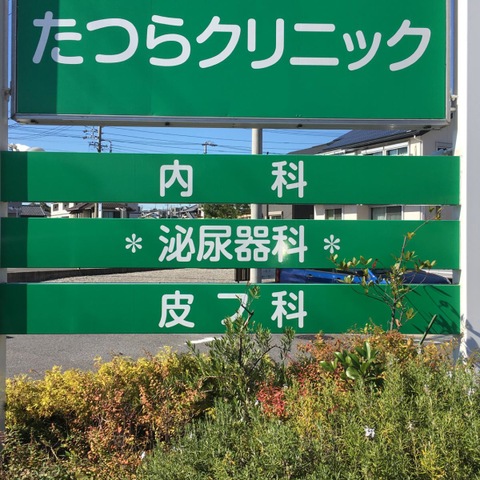 たつらクリニック
内 科
* 泌尿器科 *
皮フ科